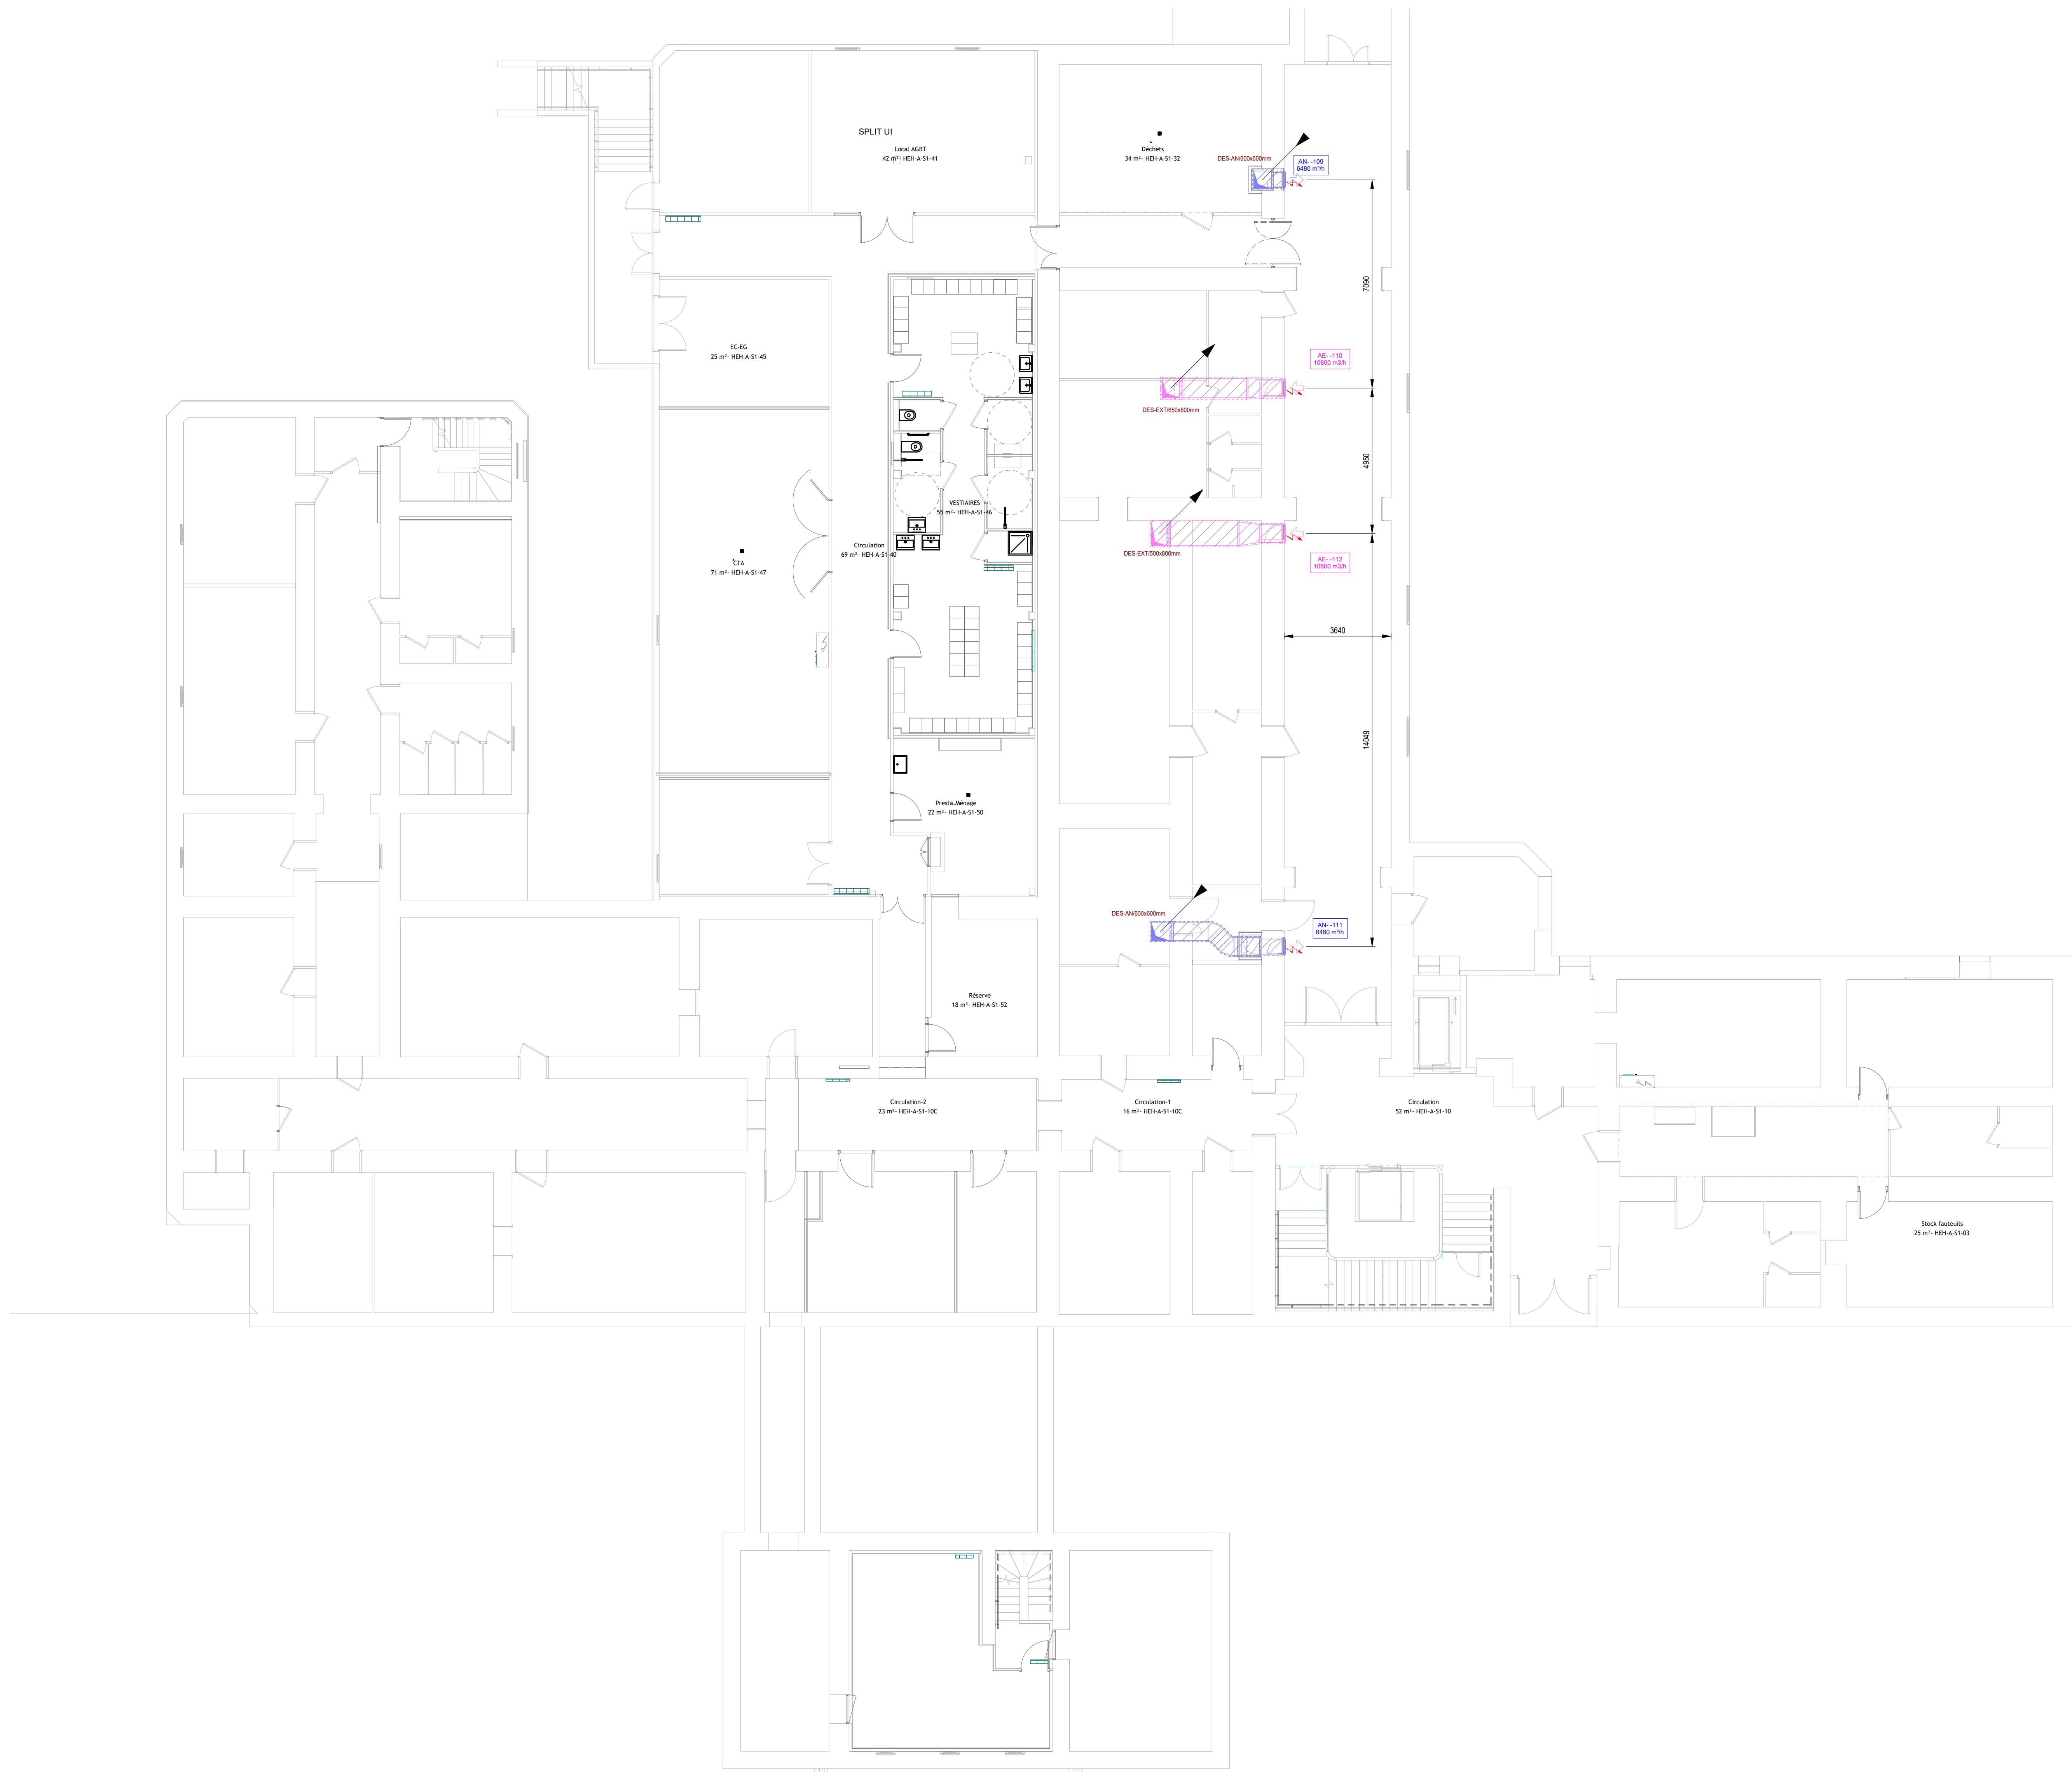 SPLIT UI
Local AGBT
42 m²- HEH-A-S1-41
Déchets
34 m²- HEH-A-S1-32
DES-AN/600x600mm
AN- -109
6480 m³/h
7090
EC-EG
25 m²- HEH-A-S1-45
AE- -110
10800 m3/h
DES-EXT/650x600mm
4950
VESTIAIRES
55 m²- HEH-A-S1-46
Circulation
69 m²- HEH-A-S1-40
CTA
71 m²- HEH-A-S1-47
DES-EXT/500x800mm
AE- -112
10800 m3/h
3640
14049
Presta.Ménage
22 m²- HEH-A-S1-50
DES-AN/600x600mm
AN- -111
6480 m³/h
Réserve
18 m²- HEH-A-S1-52
Circulation-2
23 m²- HEH-A-S1-10C
Circulation-1
16 m²- HEH-A-S1-10C
Circulation
52 m²- HEH-A-S1-10
Stock fauteuils
25 m²- HEH-A-S1-03